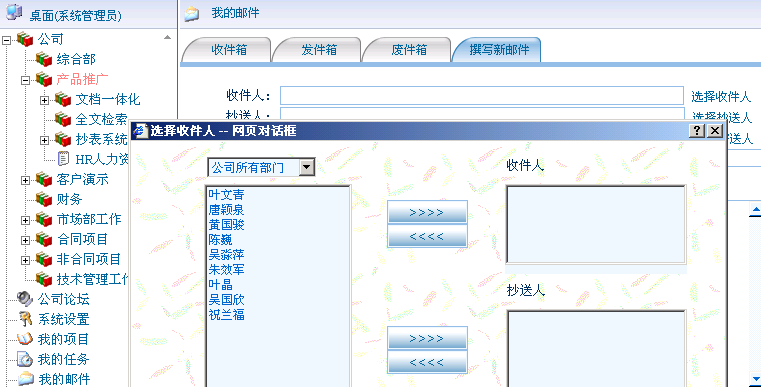 桌面(系统管理员)
我的邮件
公司
综合部
产品推广
文档一体化
全文检索
抄表系统
HR人力资
客户演示
财务
市场部工作
合同项目
非合同项目
技术管理工作
公司论坛
系统设置
我的项目
我的任务
我的邮件
收件箱
发件箱
废件箱
撰写新邮件
收件人：
选择收件人
抄送人：
选择抄送人
选择收件人 -- 网页对话框
公司所有部门
收件人
叶文青
唐颖泉
黄国骏
陈巍
吴淼萍
朱效军
叶晶
吴国欣
祝兰福
>>>>
<<<<
抄送人
>>>>
<<<<